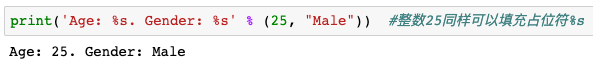 print('Age: %s. Gender: %s' % (25, "Male"))  #整数25同样可以填充占位符%s
Age: 25. Gender: Male